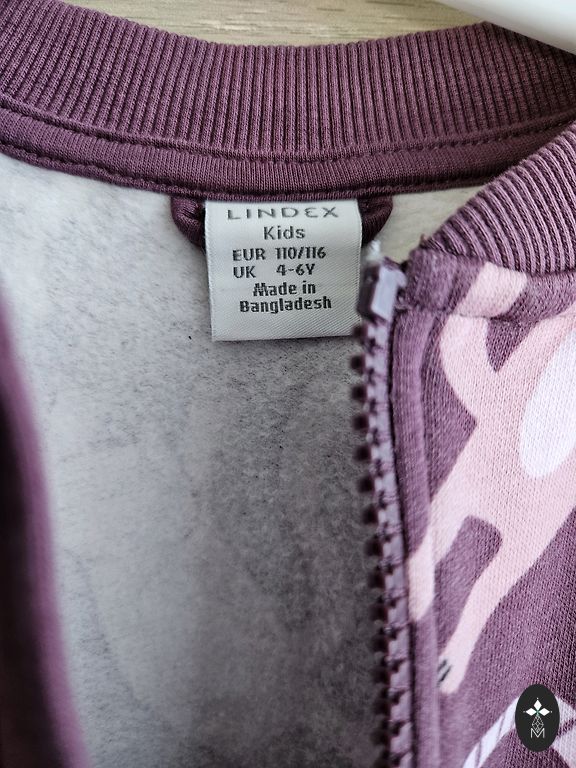 LINDEX
Kids
EUR 110/116
UK 4-6Y
Made in
Bangladesh
M